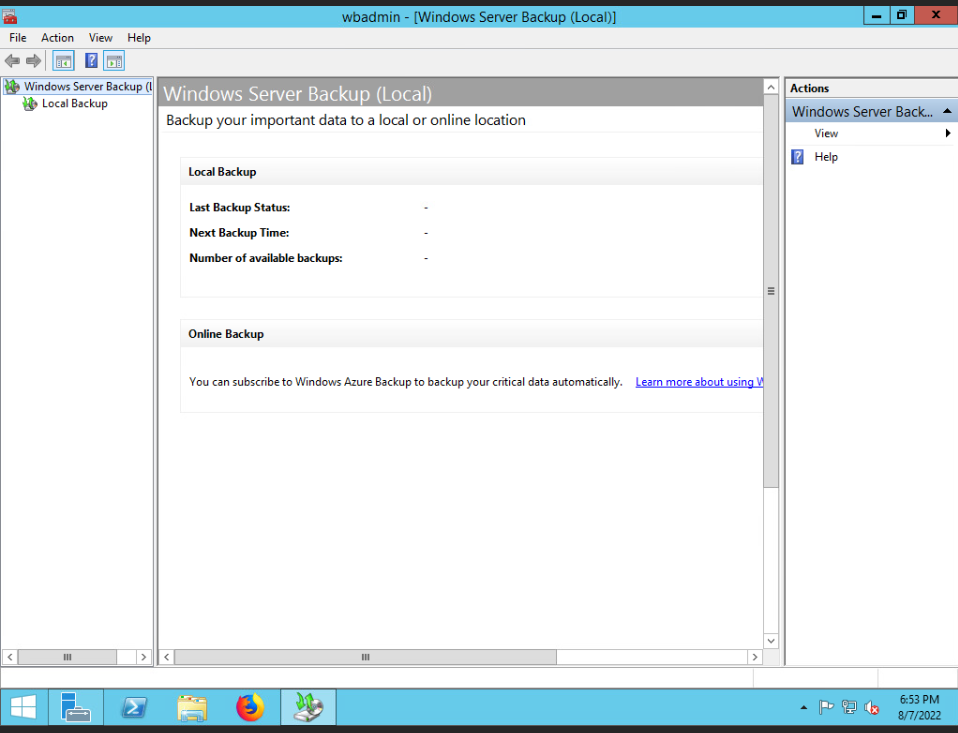 wbadmin - [Windows Server Backup (Local)]
File Action View Help
Windows Server Backup (L
Local Backup
Windows Server Backup (Local)
Backup your important data to a local or online location
Local Backup
Last Backup Status: -
Next Backup Time: -
Number of available backups: -
Online Backup
You can subscribe to Windows Azure Backup to backup your critical data automatically. Learn more about using W
Actions
Windows Server Back...
View
Help
6:53 PM
8/7/2022